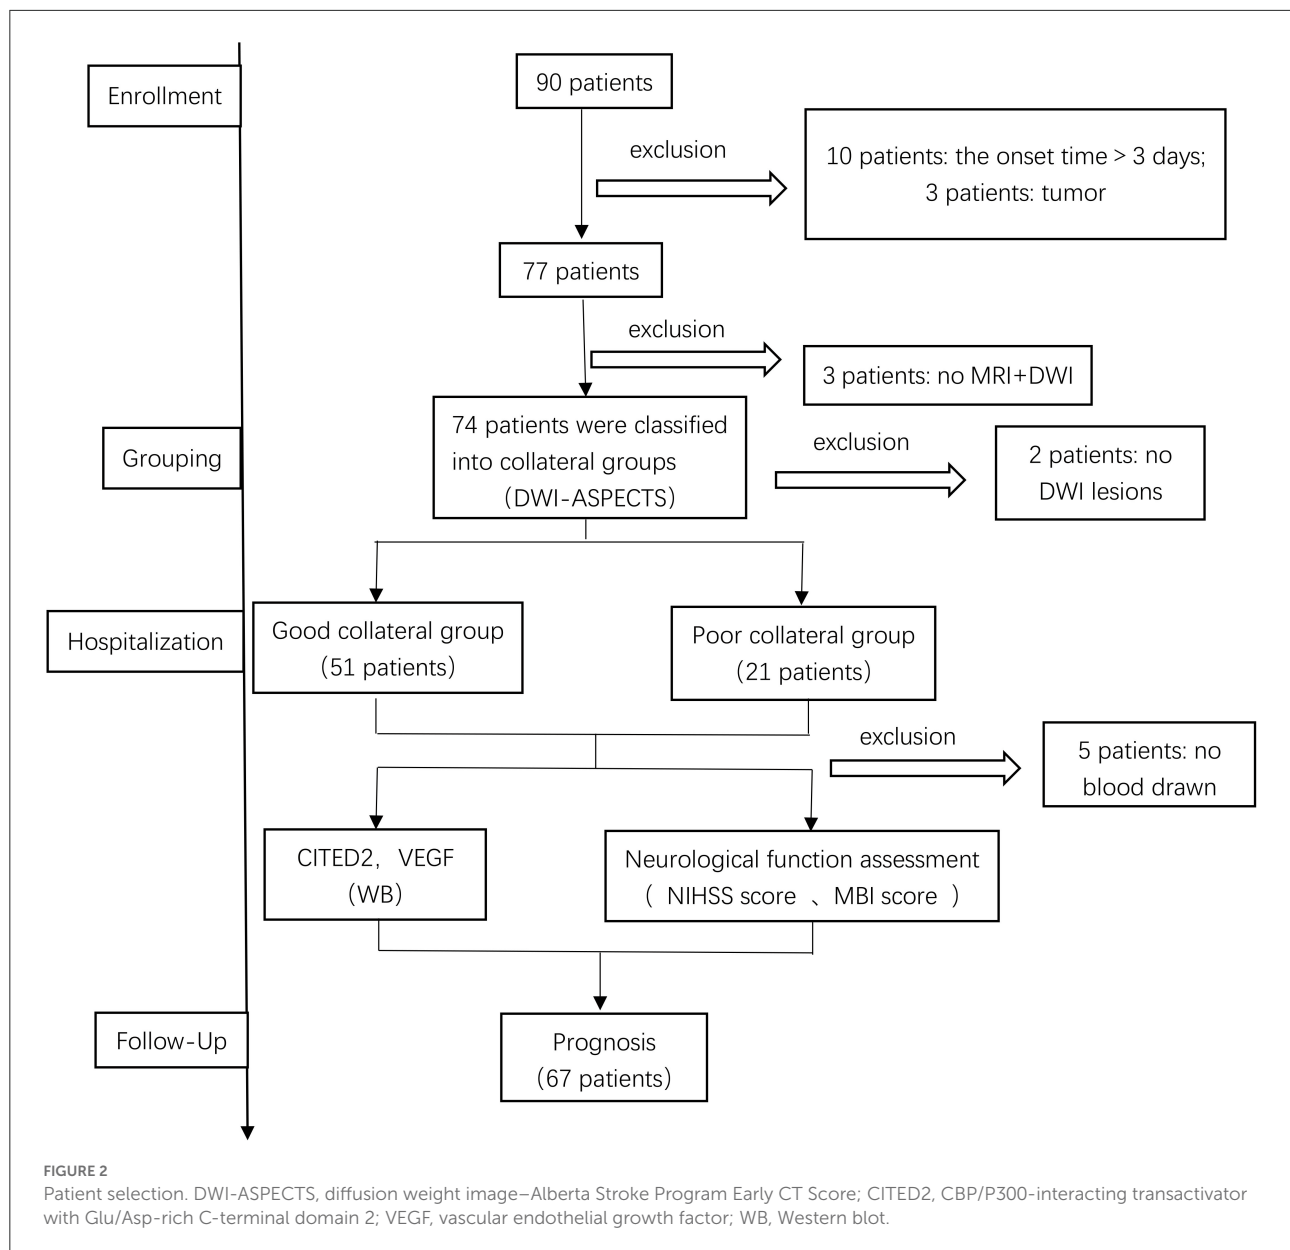 Enrollment
90 patients
exclusion
10 patients: the onset time > 3 days;
3 patients: tumor
77 patients
exclusion
3 patients: no MRI+DWI
Grouping
74 patients were classified
into collateral groups
（DWI-ASPECTS）
exclusion
2 patients: no
DWI lesions
Hospitalization
Good collateral group
（51 patients）
Poor collateral group
（21 patients）
exclusion
5 patients: no
blood drawn
CITED2， VEGF
（WB）
Neurological function assessment
（ NIHSS score 、MBI score ）
Follow-Up
Prognosis
（67 patients）
FIGURE 2
Patient selection. DWI-ASPECTS, diffusion weight image–Alberta Stroke Program Early CT Score; CITED2, CBP/P300-interacting transactivator
with Glu/Asp-rich C-terminal domain 2; VEGF, vascular endothelial growth factor; WB, Western blot.